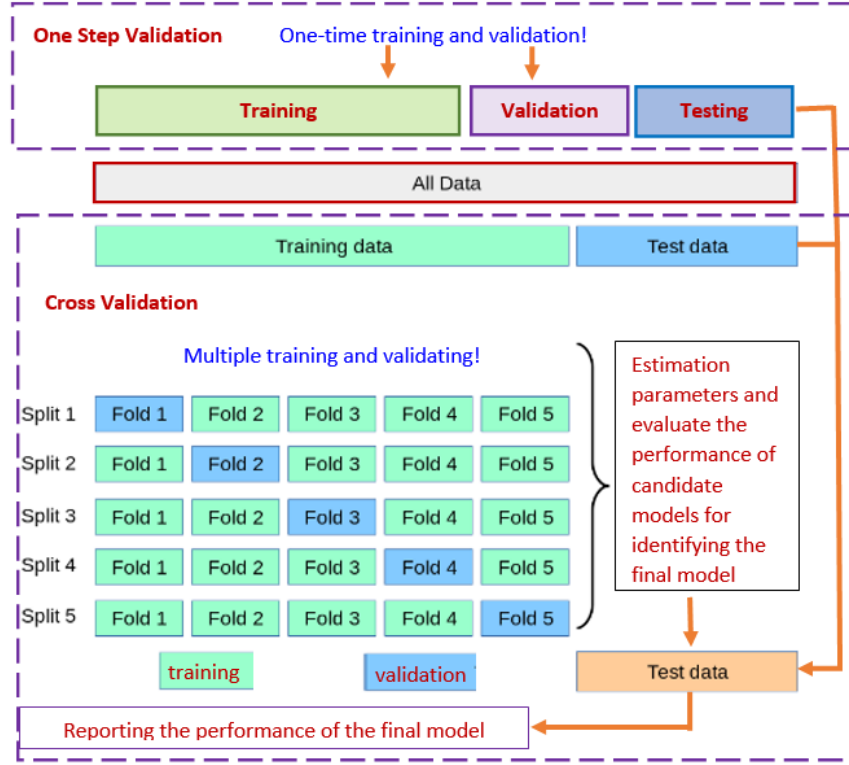 One Step Validation
One-time training and validation!
Training
Validation
Testing
All Data
Training data
Test data
Cross Validation
Multiple training and validating!
Split 1
Fold 1
Fold 2
Fold 3
Fold 4
Fold 5
Split 2
Fold 1
Fold 2
Fold 3
Fold 4
Fold 5
Split 3
Fold 1
Fold 2
Fold 3
Fold 4
Fold 5
Split 4
Fold 1
Fold 2
Fold 3
Fold 4
Fold 5
Split 5
Fold 1
Fold 2
Fold 3
Fold 4
Fold 5
Estimation
parameters and
evaluate the
performance of
candidate
models for
identifying the
final model
training
validation
Test data
Reporting the performance of the final model